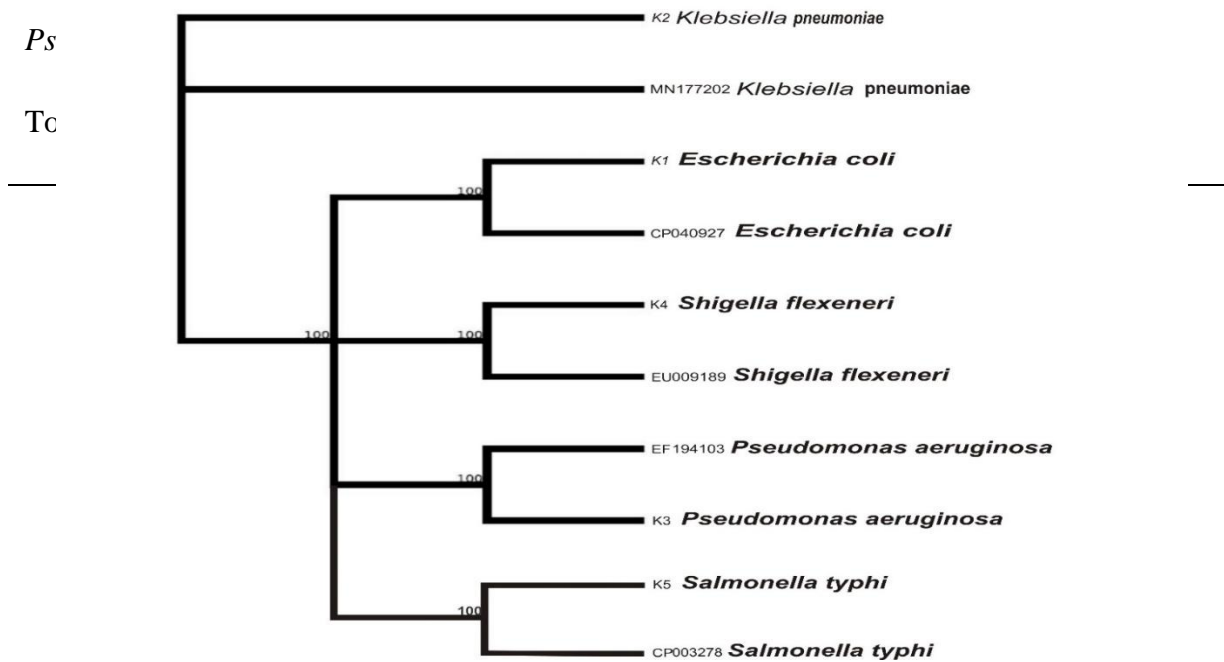 K2 Klebsiella pneumoniae
Ps
MN177202 Klebsiella pneumoniae
To
K1 Escherichia coli
100
CP040927 Escherichia coli
K4 Shigella flexeneri
100 100
EU009189 Shigella flexeneri
EF194103 Pseudomonas aeruginosa
100
K3 Pseudomonas aeruginosa
K5 Salmonella typhi
100
CP003278 Salmonella typhi